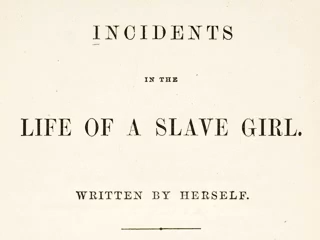 INCIDENTS
IN THE
LIFE OF A SLAVE GIRL.
WRITTEN BY HERSELF.